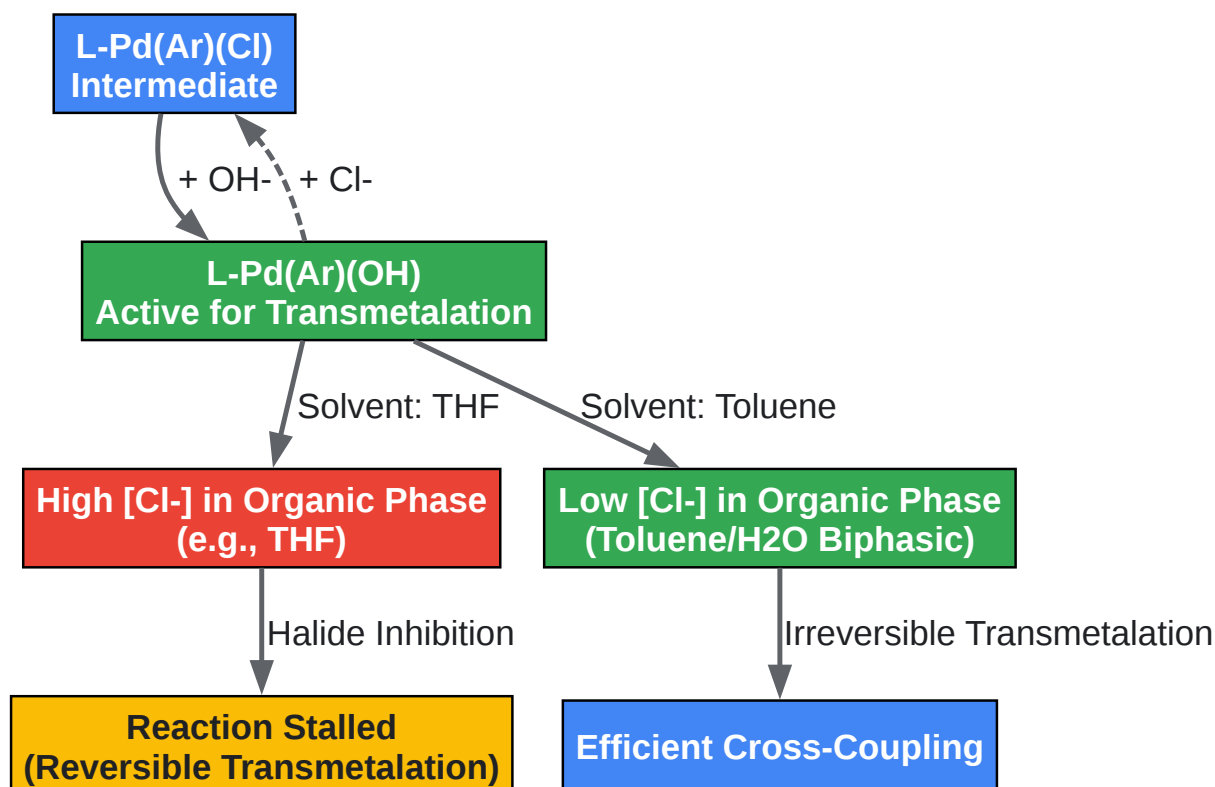 L-Pd(Ar)(Cl)
Intermediate
+ OH-
+ Cl-
L-Pd(Ar)(OH)
Active for Transmetalation
Solvent: THF
Solvent: Toluene
High [Cl-] in Organic Phase
(e.g., THF)
Low [Cl-] in Organic Phase
(Toluene/H2O Biphasic)
Halide Inhibition
Irreversible Transmetalation
Reaction Stalled
(Reversible Transmetalation)
Efficient Cross-Coupling